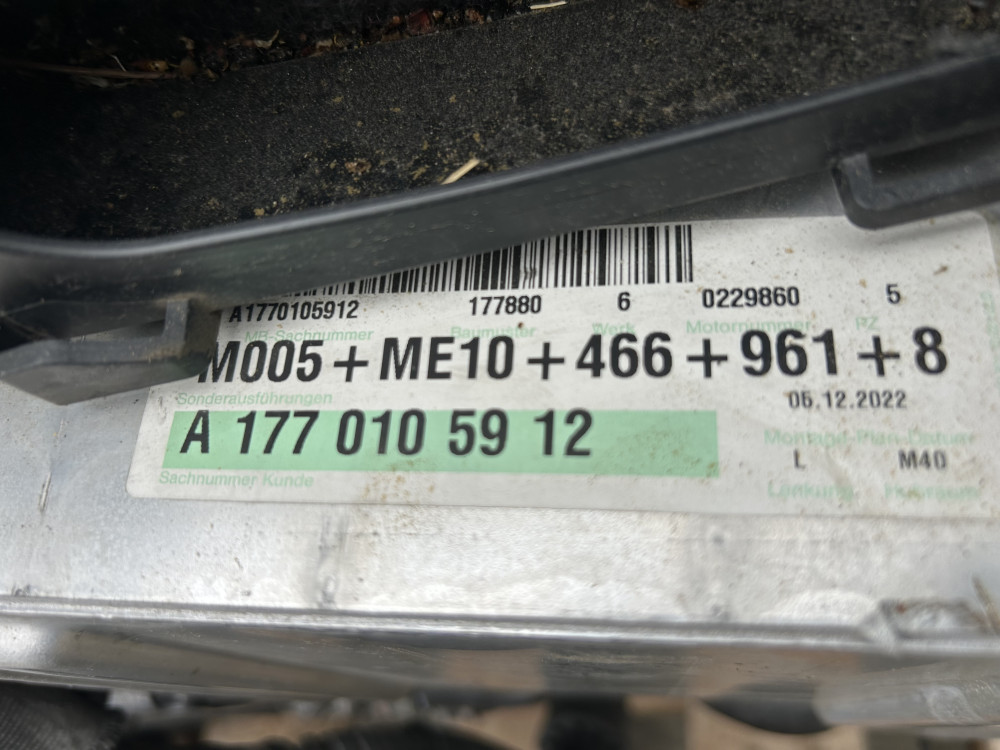 A1770105912 177880 6 0229860 5
MB-Sachnummer Baumuster Werk Motornummer PZ
M005+ME10+466+961+8
Sonderausführungen 06.12.2022
A 177 010 59 12 Montage-Plan-Datum
L M40
Sachnummer Kunde Lenkung Hubraum